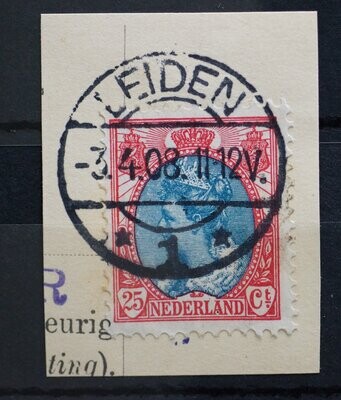 LEIDEN
-3.4.08.11-12V.
* 1 *
25 Ct.
NEDERLAND
R
eurig
ting).